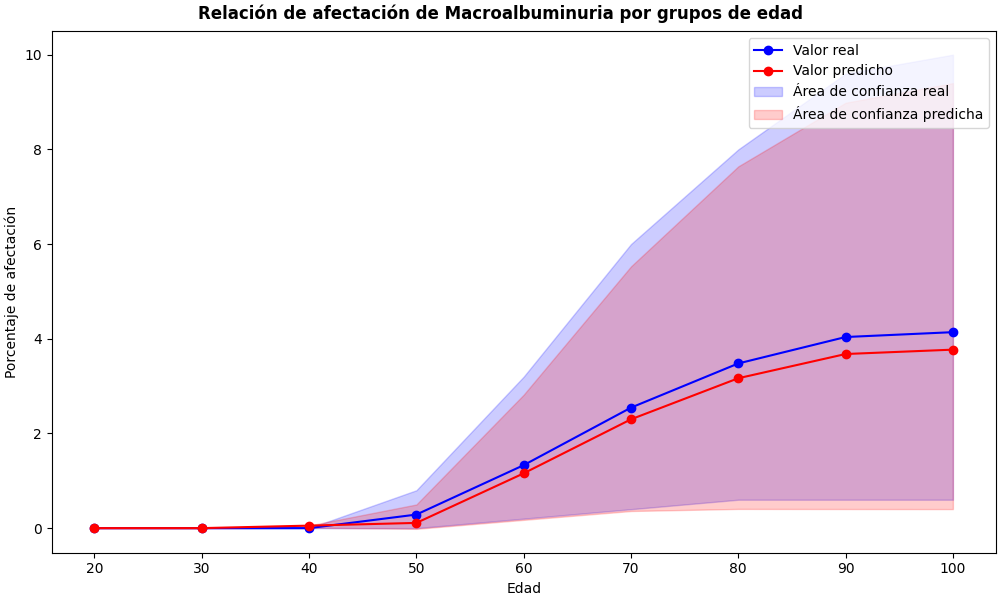 Relación de afectación de Macroalbuminuria por grupos de edad
Valor real
Valor predicho
Área de confianza real
Área de confianza predicha
Porcentaje de afectación
10
8
6
4
2
0
20 30 40 50 60 70 80 90 100
Edad